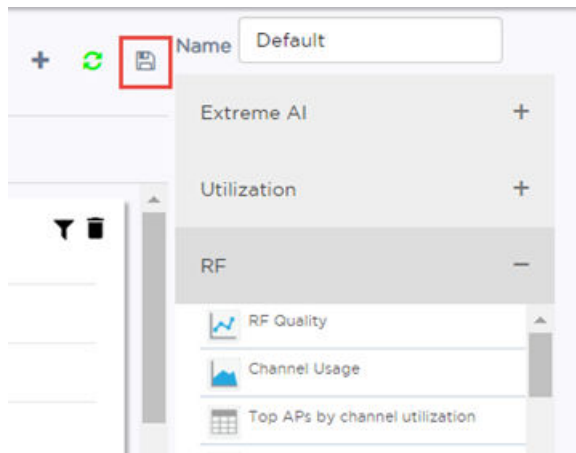 Name Default
Extreme AI +
Utilization +
RF –
RF Quality
Channel Usage
Top APs by channel utilization